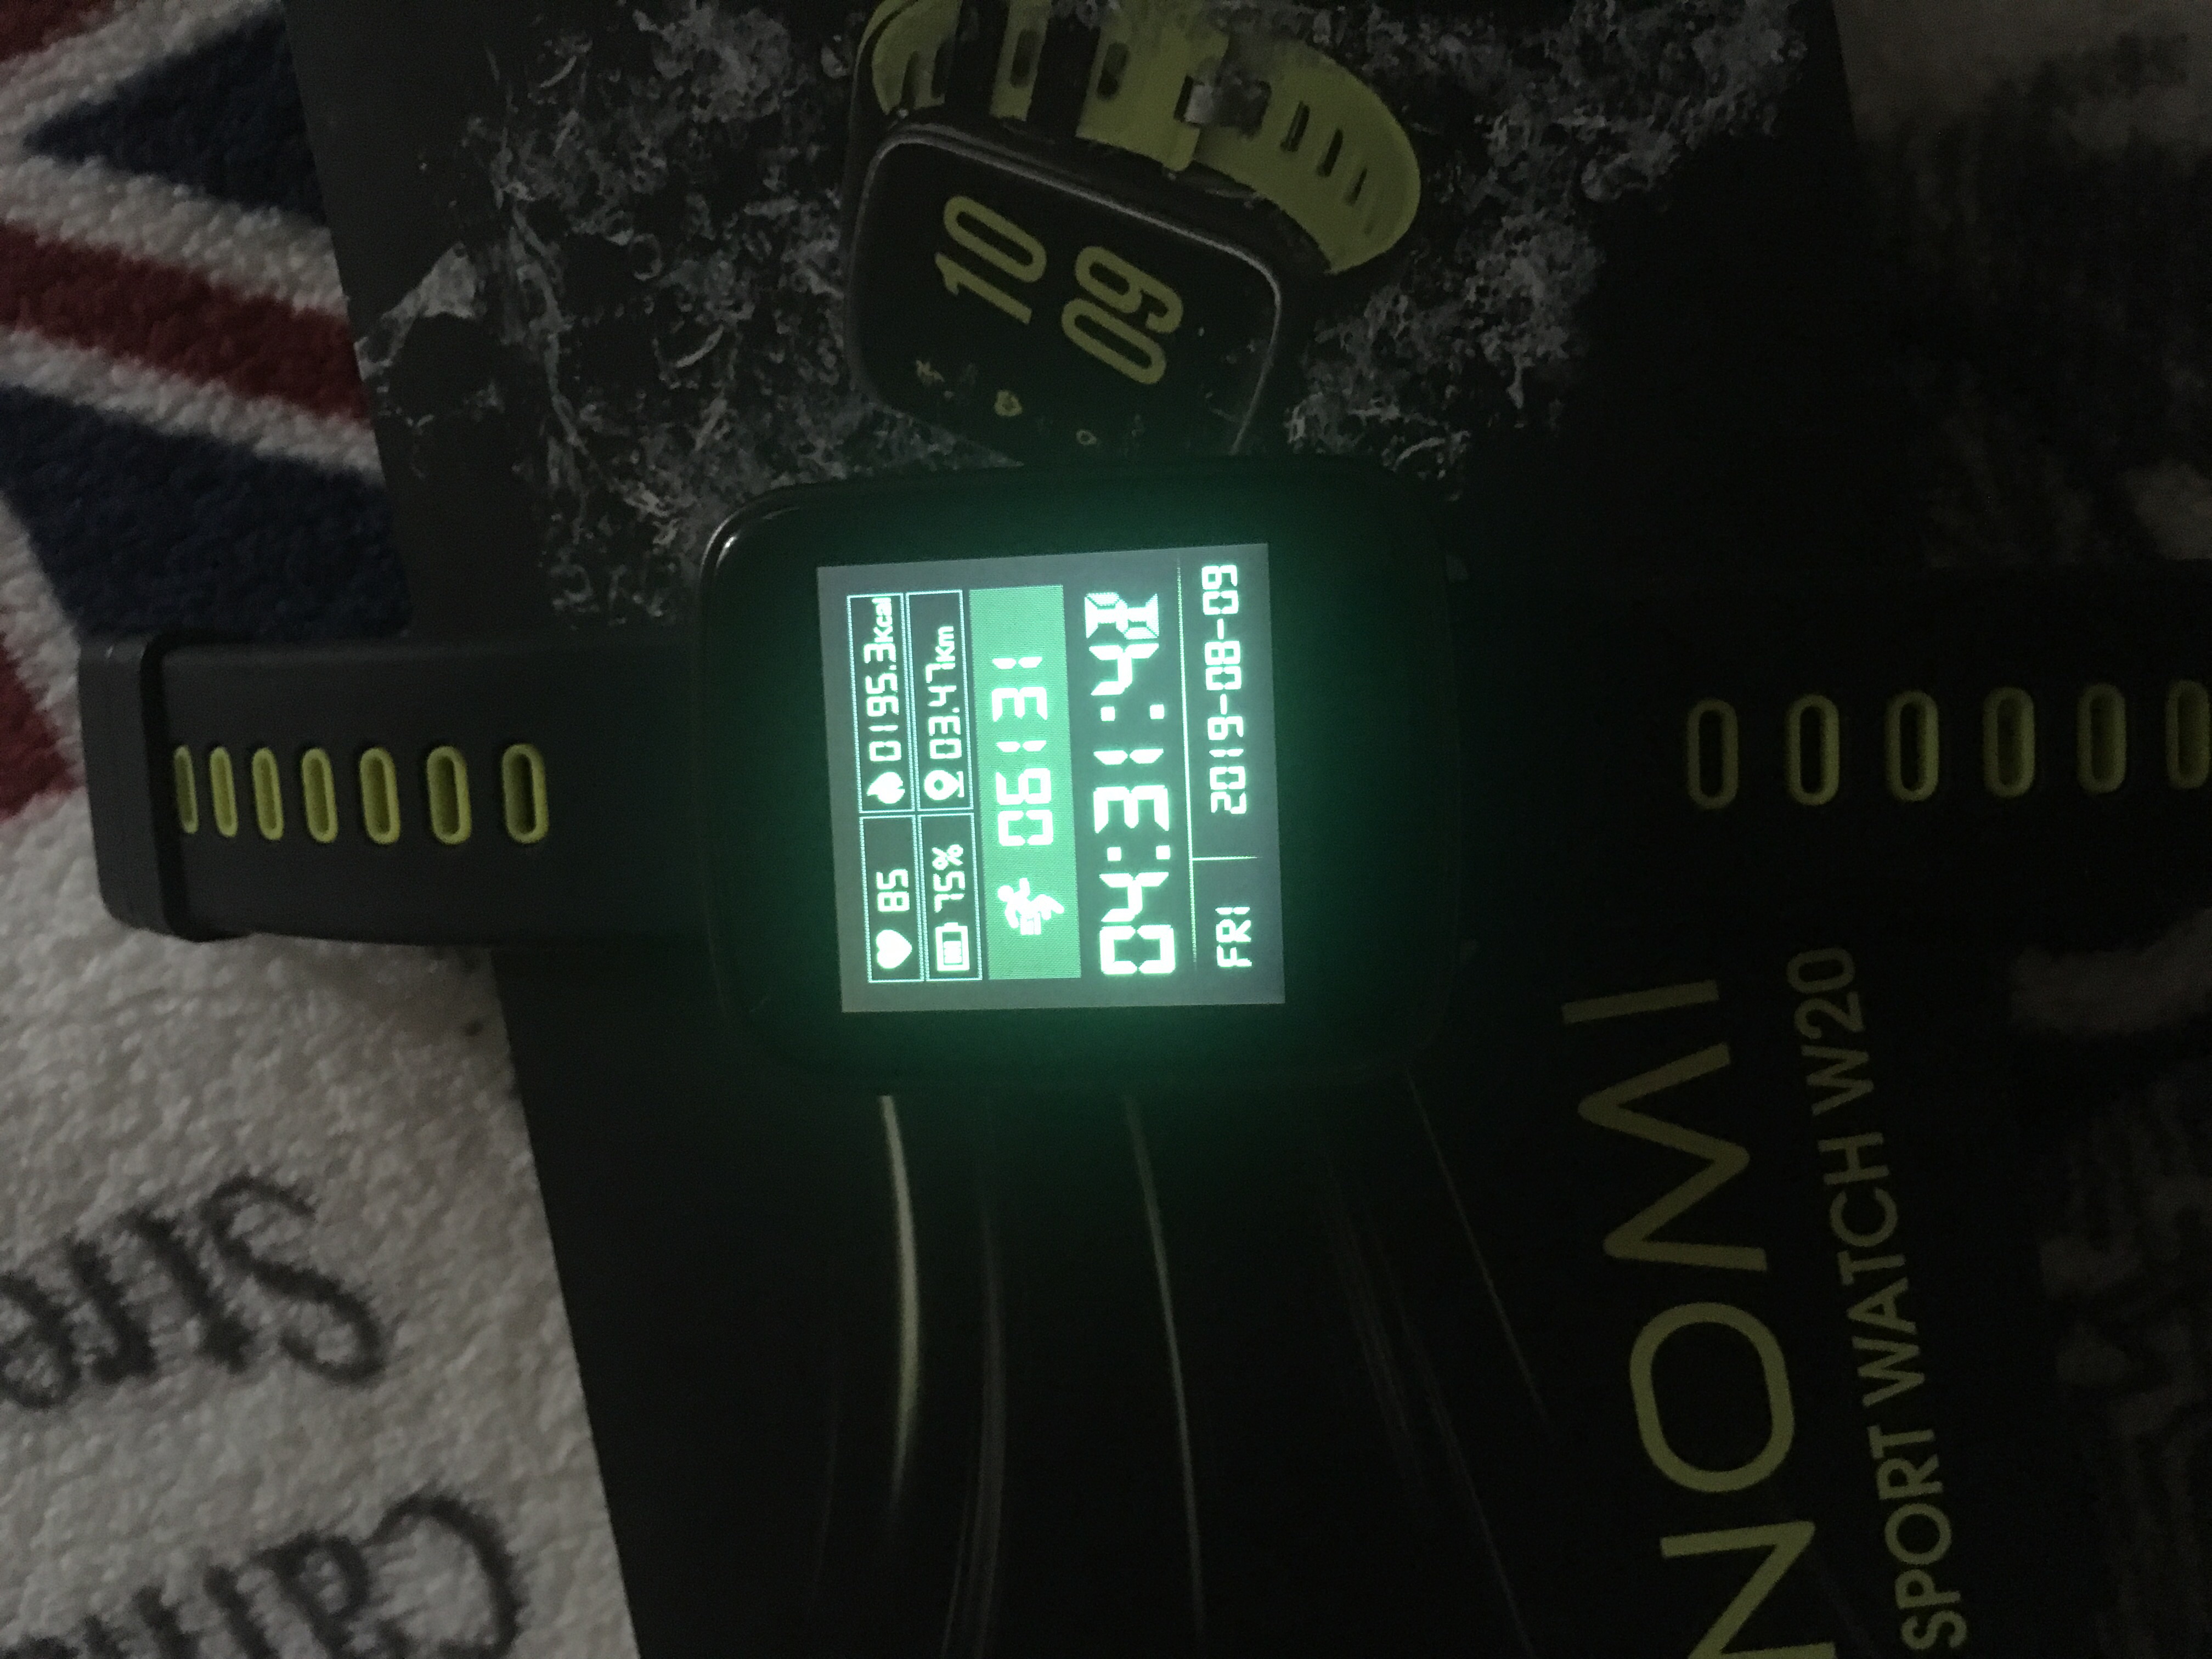 85
0195.3Kcal
75%
03.47Km
06131
04:31:4
FRI
2019-08-09
10
09
NOMI
SPORT WATCH W20